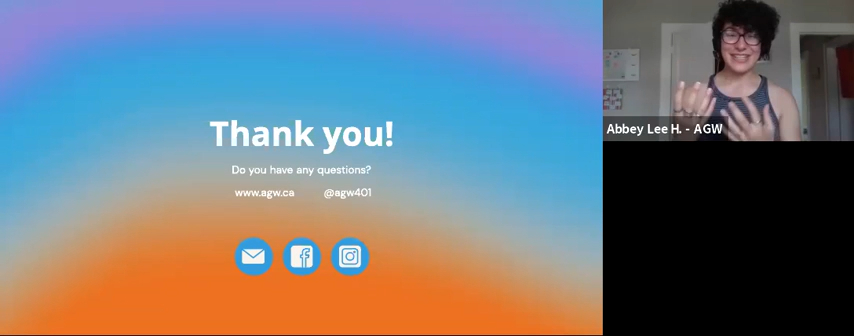 Thank you!
Do you have any questions?
www.agw.ca @agw401
Abbey Lee H. - AGW